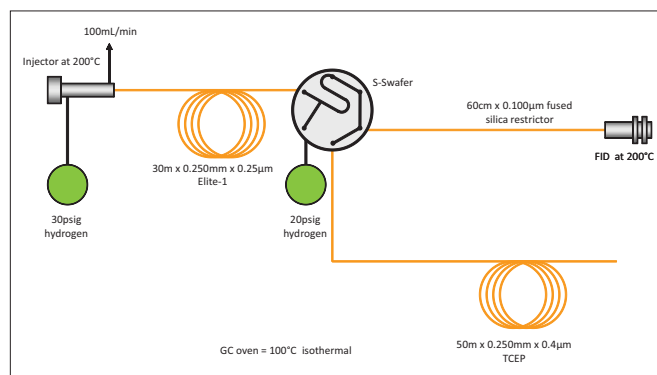 100mL/min
Injector at 200°C
S-Swafer
60cm x 0.100μm fused
silica restrictor
FID at 200°C
30m x 0.250mm x 0.25μm
Elite-1
30psig
hydrogen
20psig
hydrogen
GC oven = 100°C isothermal
50m x 0.250mm x 0.4μm
TCEP